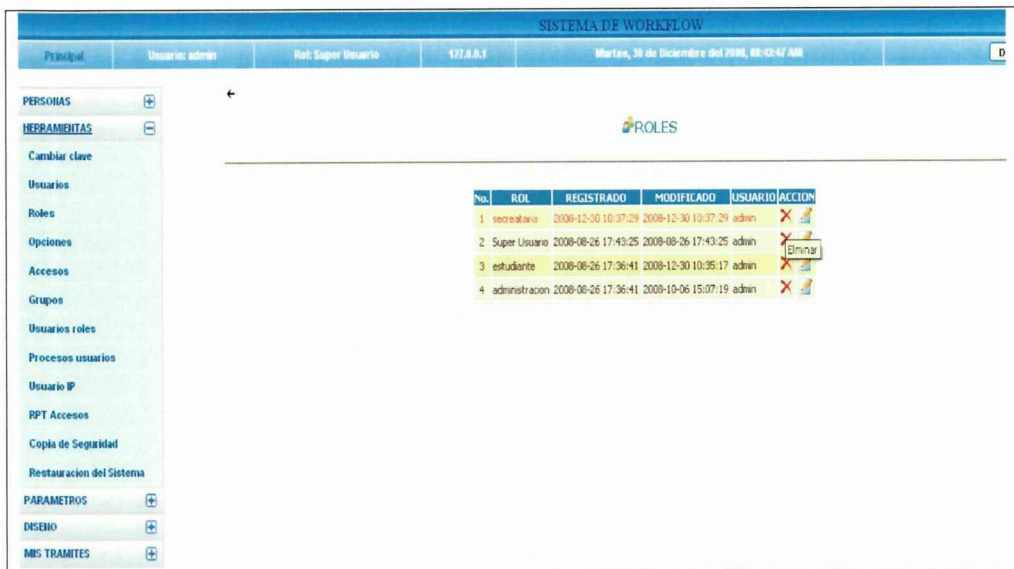 SISTEMA DE WORKFLOW
Principal Usuario: admin Rol: Super Usuario 127.0.0.1 Martes, 30 de Diciembre del 2008, AM D
PERSONAS
HERRAMIENTAS
Cambiar clave
Usuarios
Roles
Opciones
Accesos
Grupos
Usuarios roles
Procesos usuarios
Usuario IP
RPT Accesos
Copia de Seguridad
Restauracion del Sistema
PARAMETROS
DISENO
MIS TRAMITES
ROLES
No. ROL REGISTRADO MODIFICADO USUARIO ACCION
1 secreataria 2008-12-30 10:37:29 2008-12-30 10:37:29 admin
2 Super Usuario 2008-08-26 17:43:25 2008-08-26 17:43:25 admin
Eliminar
3 estudiante 2008-08-26 17:36:41 2008-12-30 10:35:17 admin
4 administracion 2008-08-26 17:36:41 2008-10-06 15:07:19 admin